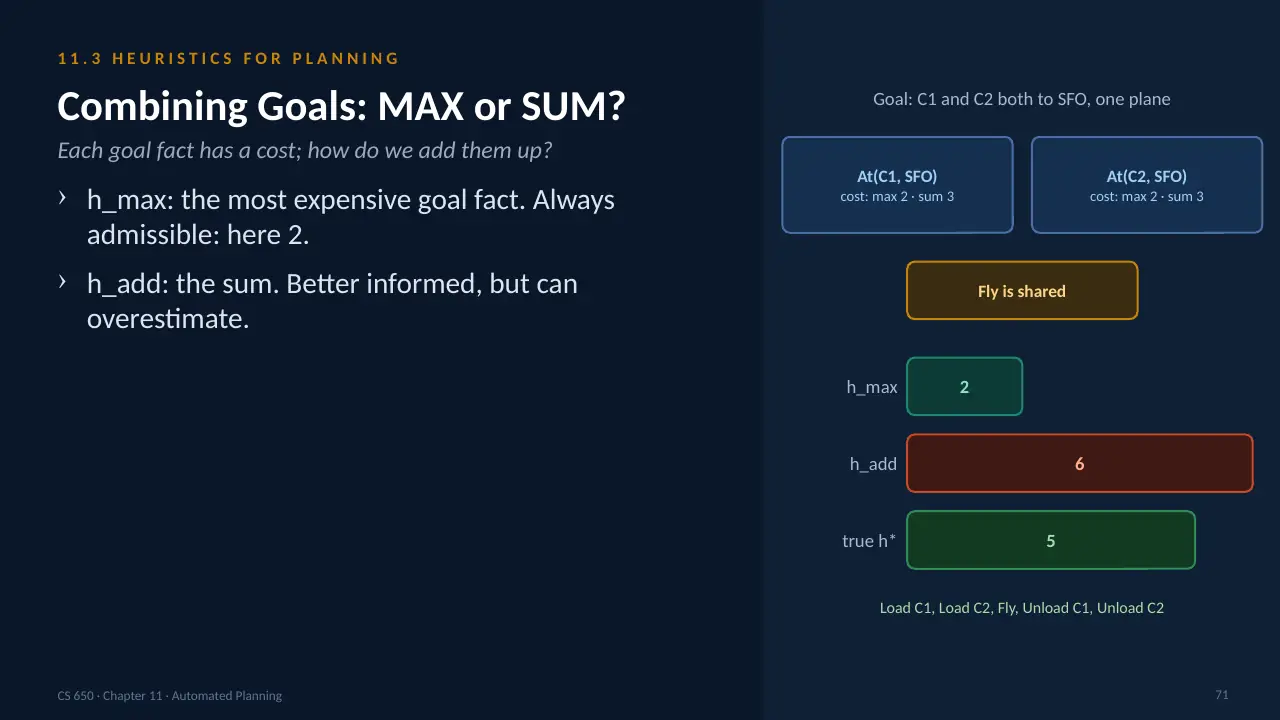 11.3 HEURISTICS FOR PLANNING
Combining Goals: MAX or SUM?
Each goal fact has a cost; how do we add them up?
› h_max: the most expensive goal fact. Always
admissible: here 2.
› h_add: the sum. Better informed, but can
overestimate.
Goal: C1 and C2 both to SFO, one plane
At(C1, SFO)
cost: max 2 · sum 3
At(C2, SFO)
cost: max 2 · sum 3
Fly is shared
h_max
2
h_add
6
true h*
5
Load C1, Load C2, Fly, Unload C1, Unload C2
CS 650 · Chapter 11 · Automated Planning
71